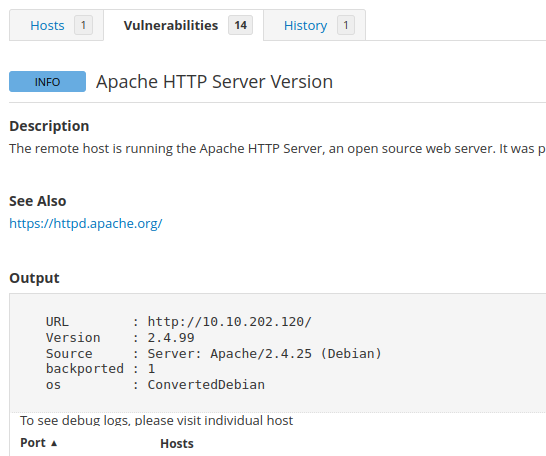 Hosts 1 Vulnerabilities 14 History 1
INFO Apache HTTP Server Version
Description
The remote host is running the Apache HTTP Server, an open source web server. It was p
See Also
https://httpd.apache.org/
Output
URL : http://10.10.202.120/
Version : 2.4.99
Source : Server: Apache/2.4.25 (Debian)
backported : 1
os : ConvertedDebian
To see debug logs, please visit individual host
Port ▲ Hosts